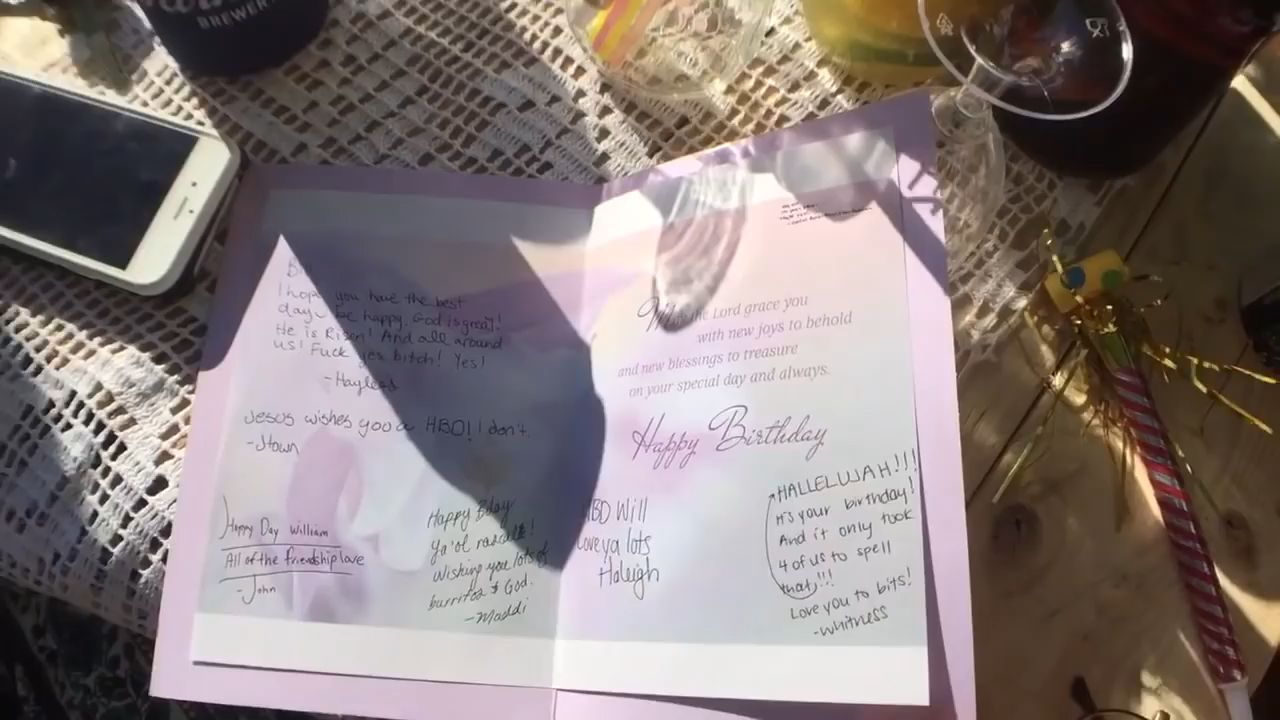 BREWERY
I hope you have the best
day be happy, God is great!
He is Risen! And all around
us! Fuck yes bitch! Yes!
-Hayless
Jesus wishes you a HBD! I don't.
-Jtown
Happy Day William
All of the friendship love
-John
Happy Bday
Ya'ol rascal!
Wishing you lots of
burritos & God.
-Maddi
May the Lord grace you
with new joys to behold
and new blessings to treasure
on your special day and always.
Happy Birthday
HBD Will
Love ya lots
Haleigh
HALLELUJAH!!!
it's your birthday!
And it only took
4 of us to spell
that!!!
Love you to bits!
-Whitness